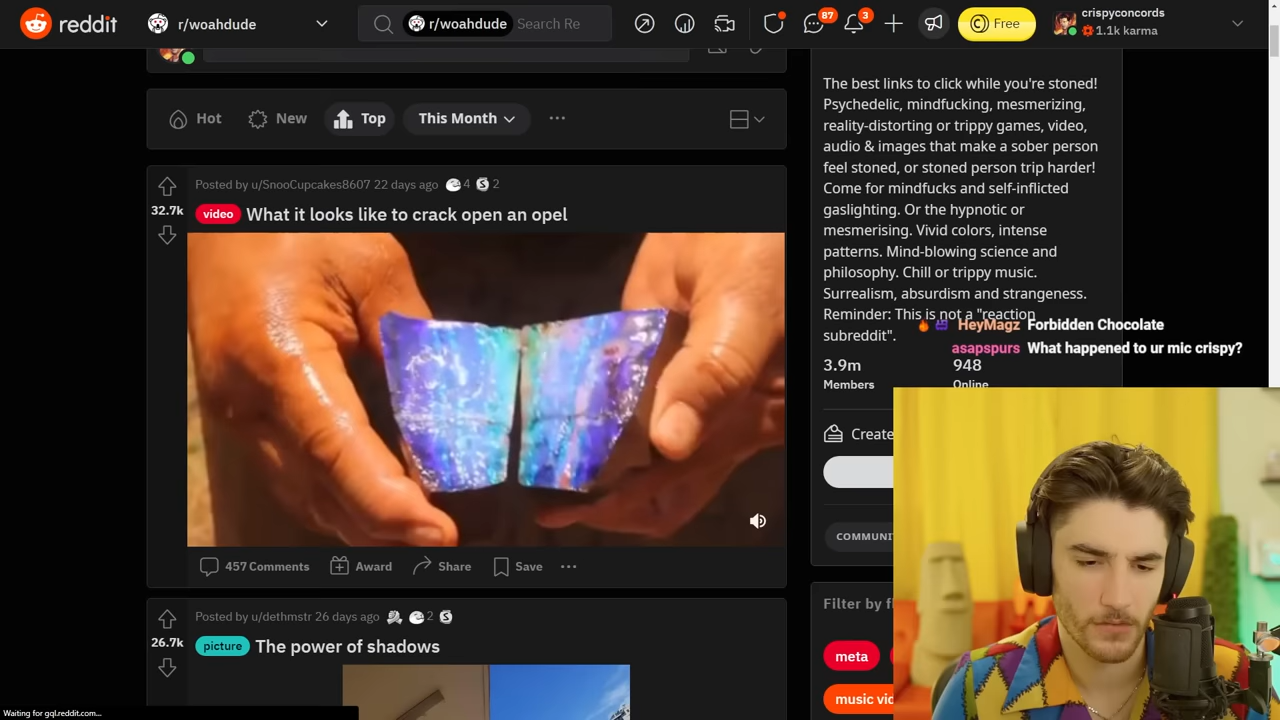 reddit
r/woahdude
r/woahdude Search Re
87
3
Free
crispyconcords
1.1k karma
Hot
New
Top
This Month
Posted by u/SnooCupcakes8607 22 days ago
4
2
32.7k
video
What it looks like to crack open an opel
457 Comments
Award
Share
Save
Posted by u/dethmstr 26 days ago
2
26.7k
picture
The power of shadows
Waiting for gql.reddit.com...
The best links to click while you're stoned!
Psychedelic, mindfucking, mesmerizing,
reality-distorting or trippy games, video,
audio & images that make a sober person
feel stoned, or stoned person trip harder!
Come for mindfucks and self-inflicted
gaslighting. Or the hypnotic or
mesmerising. Vivid colors, intense
patterns. Mind-blowing science and
philosophy. Chill or trippy music.
Surrealism, absurdism and strangeness.
Reminder: This is not a "reaction
subreddit".
HeyMagz Forbidden Chocolate
asapspurs What happened to ur mic crispy?
3.9m
Members
948
Online
Create
COMMUNI
Filter by f
meta
music vid